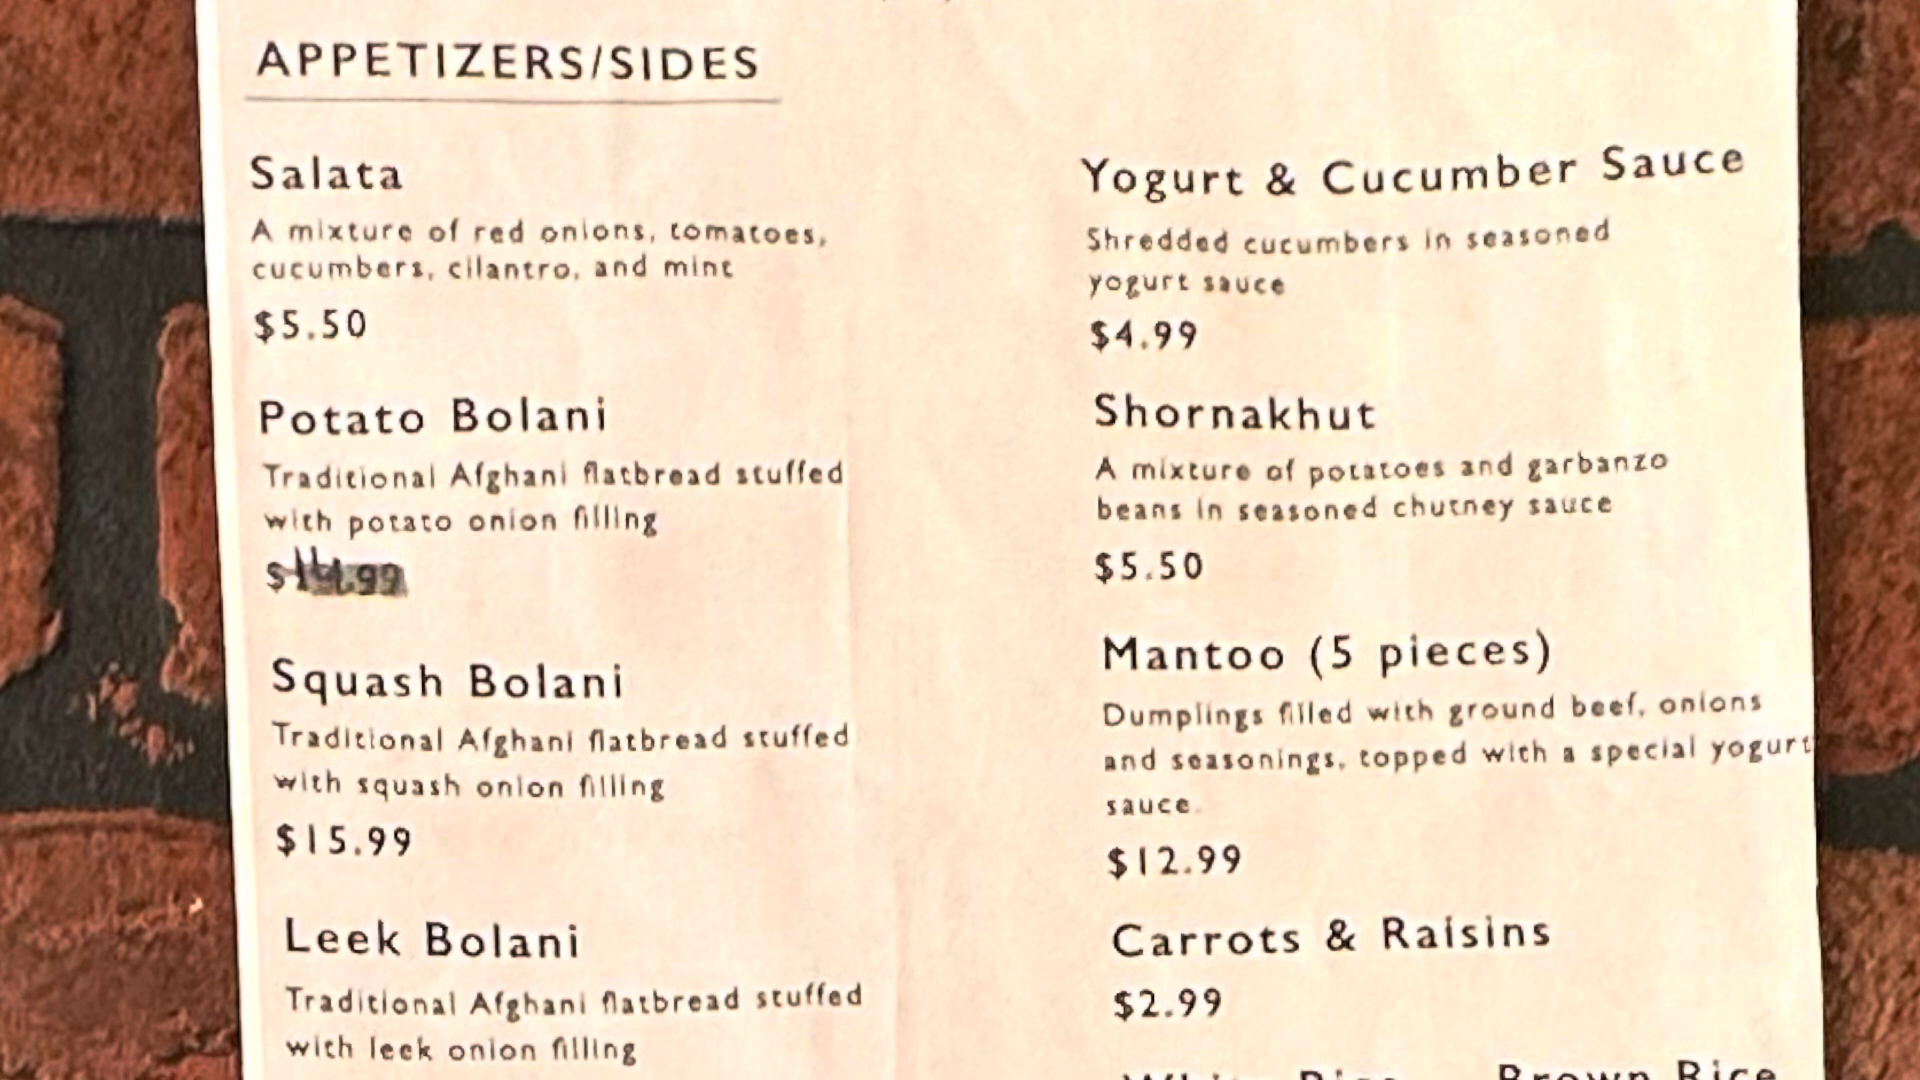 APPETIZERS/SIDES
Salata
A mixture of red onions, tomatoes,
cucumbers, cilantro, and mint
$5.50
Potato Bolani
Traditional Afghani flatbread stuffed
with potato onion filling
Squash Bolani
Traditional Afghani flatbread stuffed
with squash onion filling
$15.99
Leek Bolani
Traditional Afghani flatbread stuffed
with leek onion filling
Yogurt & Cucumber Sauce
Shredded cucumbers in seasoned
yogurt sauce
$4.99
Shornakhut
A mixture of potatoes and garbanzo
beans in seasoned chutney sauce
$5.50
Mantoo (5 pieces)
Dumplings filled with ground beef, onions
and seasonings, topped with a special yogurt
sauce.
$12.99
Carrots & Raisins
$2.99
Brown Rice